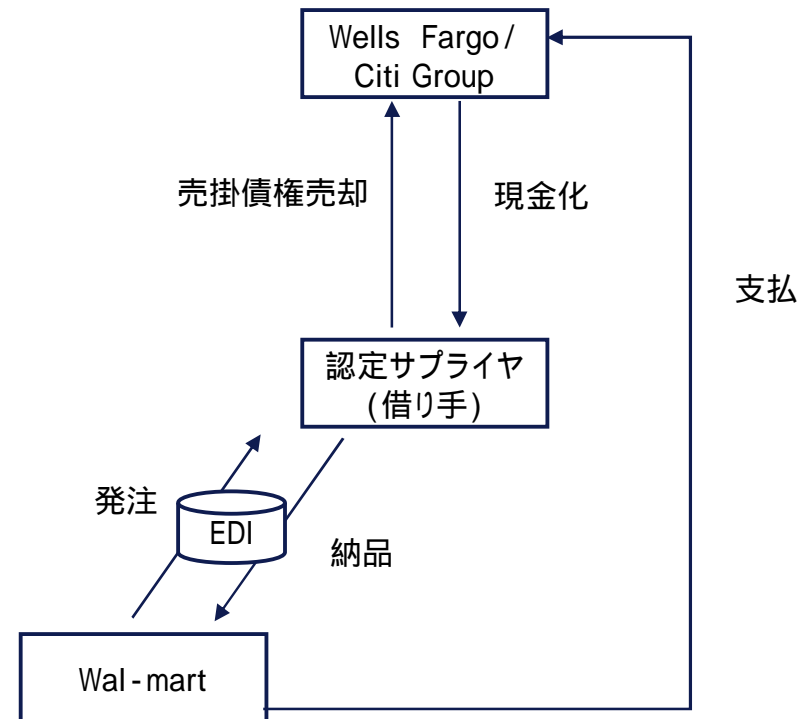 Wells Fargo/
Citi Group
売掛債権売却
現金化
支払
認定サプライヤ
(借り手)
発注
EDI
納品
Wal-mart